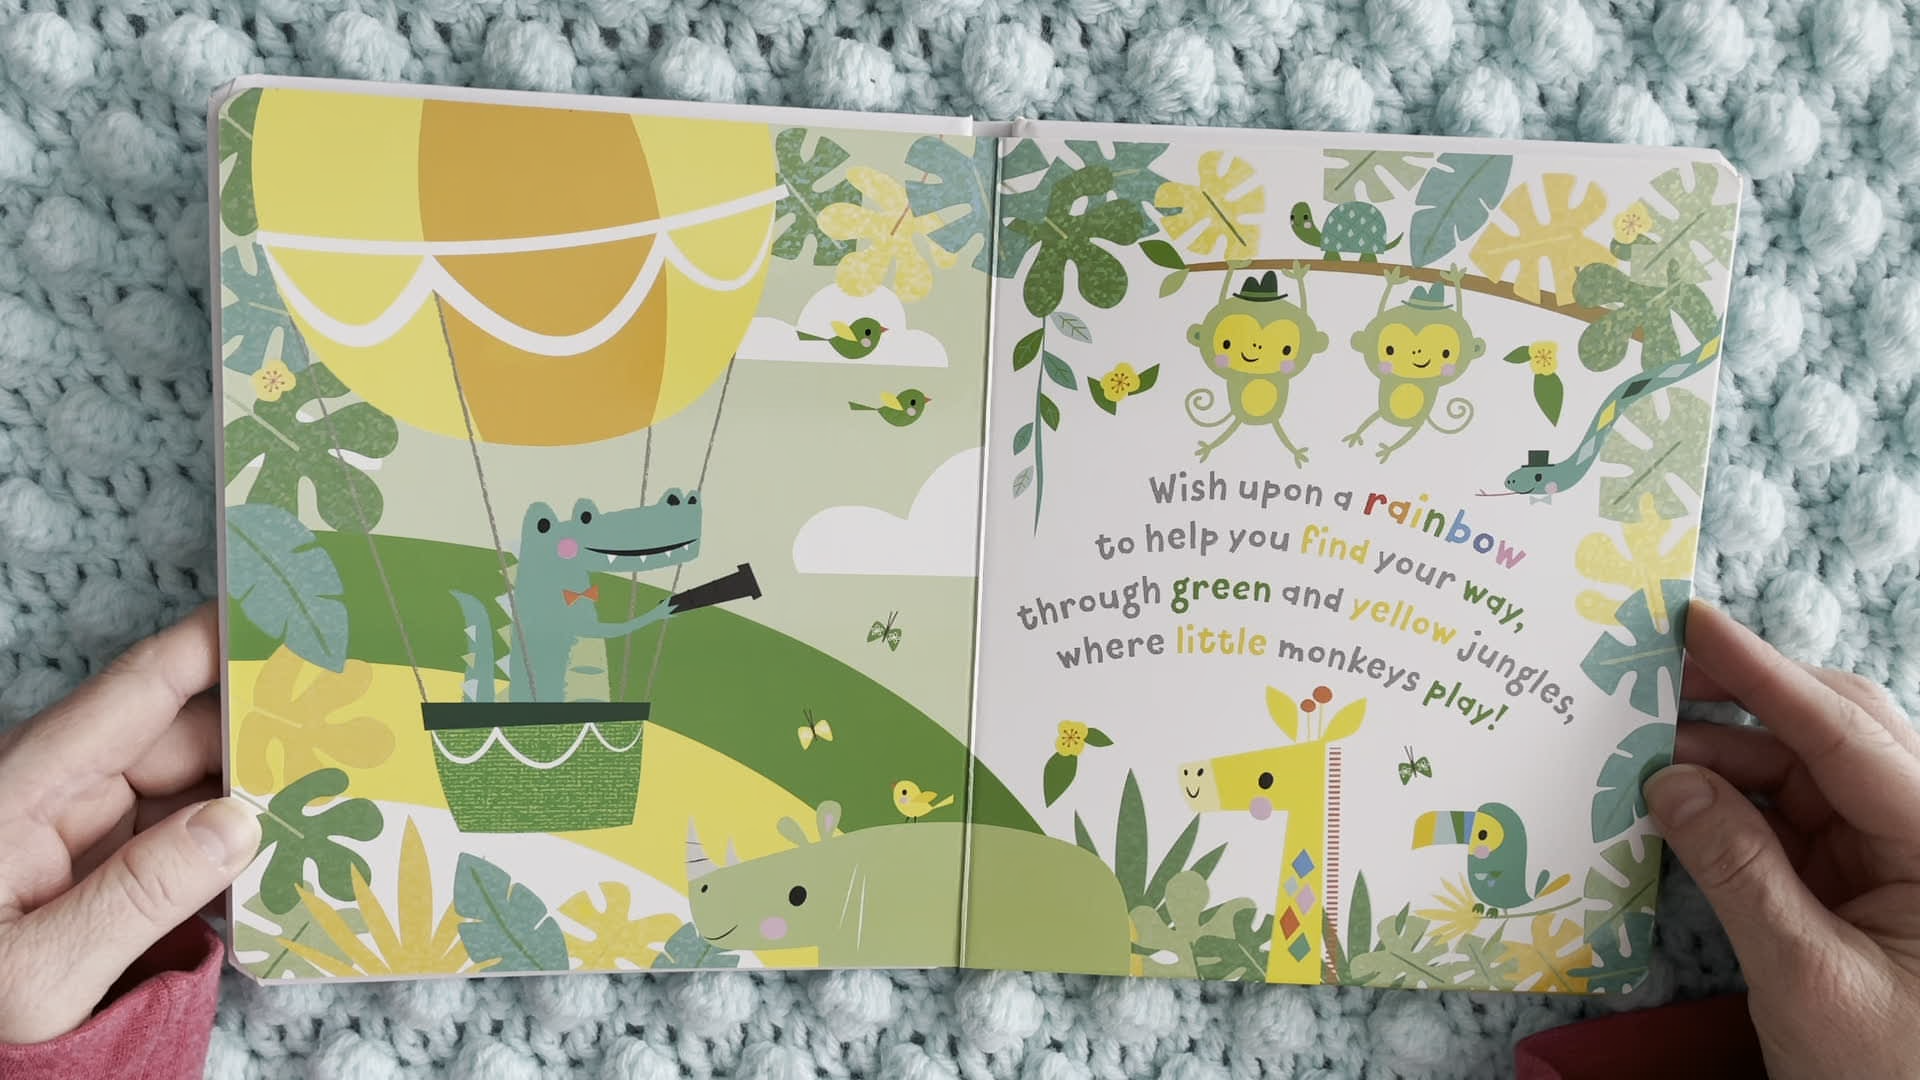 Wish upon a rainbow
to help you find your way,
through green and yellow jungles,
where little monkeys play!